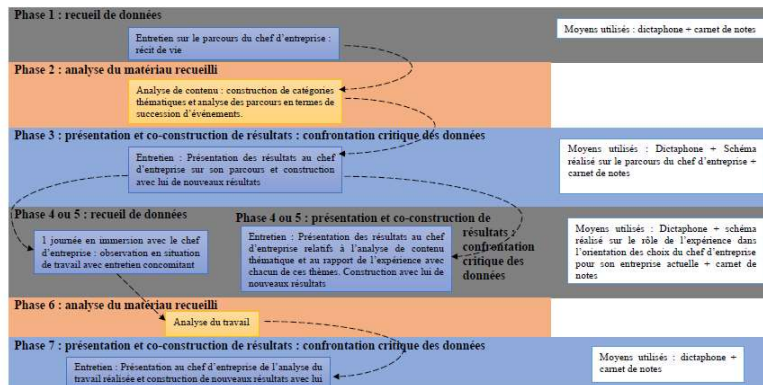 Phase 1 : recueil de données
Entretien sur le parcours du chef d'entreprise :
récit de vie
Moyens utilisés : dictaphone + carnet de notes
Phase 2 : analyse du matériau recueilli
Analyse de contenu : construction de catégories
thématiques et analyse des parcours en termes de
succession d'événements.
Phase 3 : présentation et co-construction de résultats : confrontation critique des données
Entretien : Présentation des résultats au chef
d'entreprise sur son parcours et construction
avec lui de nouveaux résultats
Moyens utilisés : Dictaphone + Schéma
réalisé sur le parcours du chef d'entreprise +
carnet de notes
Phase 4 ou 5 : recueil de données
1 journée en immersion avec le chef
d'entreprise : observation en situation
de travail avec entretien concomitant
Phase 4 ou 5 : présentation et co-construction de
résultats :
confrontation
critique des
données
Entretien : Présentation des résultats au chef
d'entreprise relatifs à l'analyse de contenu
thématique et au rapport de l'expérience avec
chacun de ces thèmes. Construction avec lui de
nouveaux résultats
Moyens utilisés : Dictaphone + schéma
réalisé sur le rôle de l'expérience dans
l'orientation des choix du chef d'entreprise
pour son entreprise actuelle + carnet de
notes
Phase 6 : analyse du matériau recueilli
Analyse du travail
Phase 7 : présentation et co-construction de résultats : confrontation critique des données
Entretien : Présentation au chef d'entreprise de l'analyse du
travail réalisée et construction de nouveaux résultats avec lui
Moyens utilisés : dictaphone +
carnet de notes